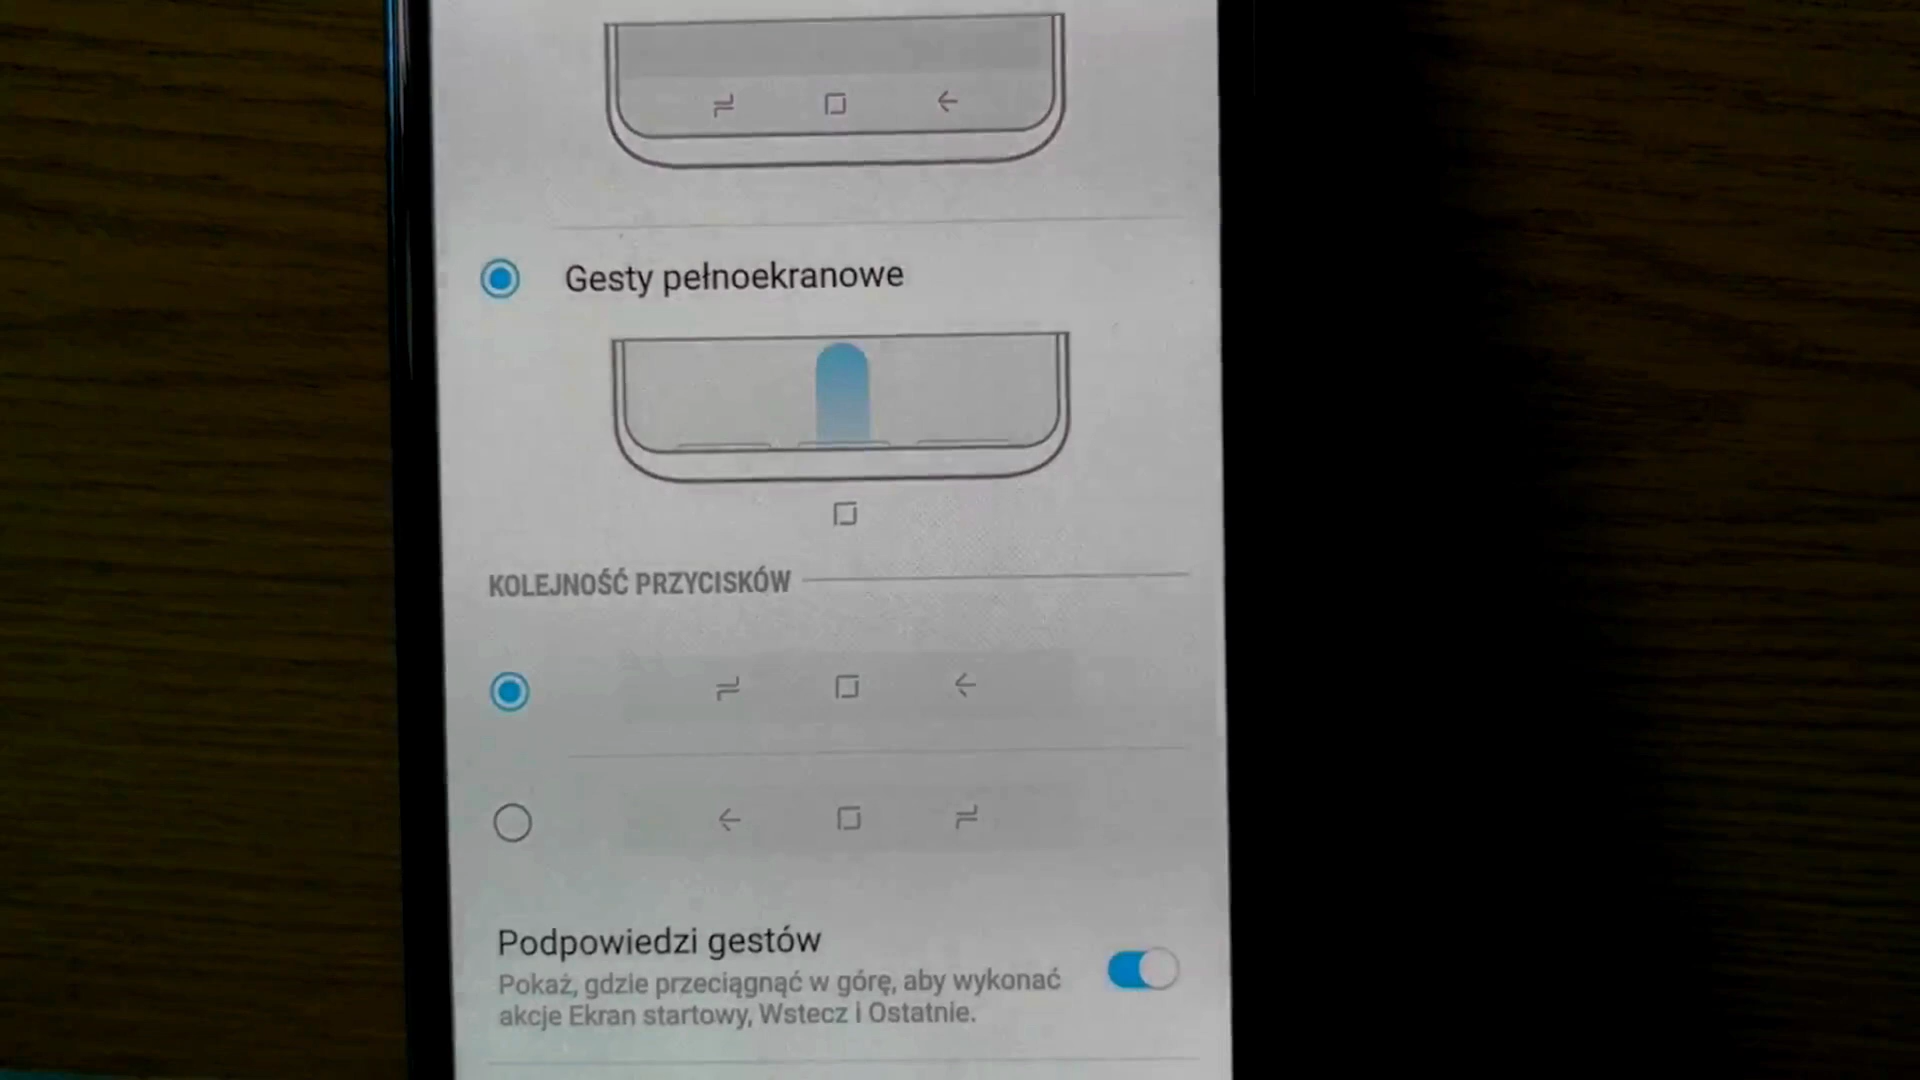 Gesty pełnoekranowe
KOLEJNOŚĆ PRZYCISKÓW
Podpowiedzi gestów
Pokaż, gdzie przeciągnąć w górę, aby wykonać
akcje Ekran startowy, Wstecz i Ostatnie.